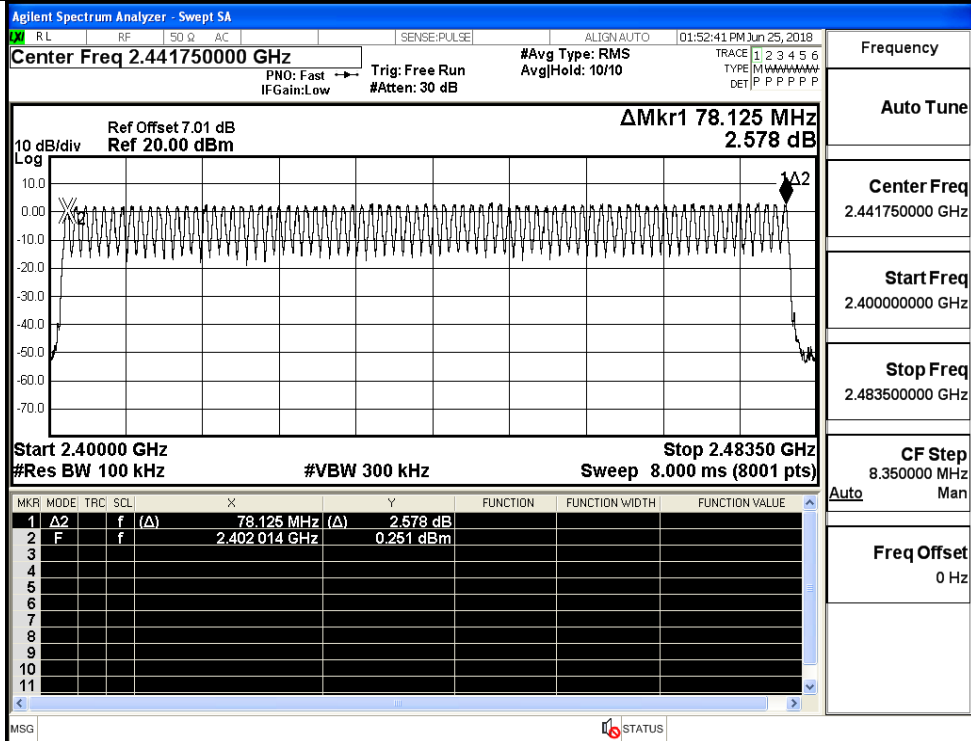 Agilent Spectrum Analyzer - Swept SA
LXI RL RF 50 Ω AC SENSE:PULSE ALIGN AUTO 01:52:41 PM Jun 25, 2018
Center Freq 2.441750000 GHz
PNO: Fast
IFGain:Low
Trig: Free Run
#Atten: 30 dB
#Avg Type: RMS
Avg|Hold: 10/10
TRACE 1 2 3 4 5 6
TYPE M WWWWW
DET P P P P P P
Frequency
Auto Tune
Center Freq
2.441750000 GHz
Start Freq
2.400000000 GHz
Stop Freq
2.483500000 GHz
CF Step
8.350000 MHz
Auto Man
Freq Offset
0 Hz
ΔMkr1 78.125 MHz
2.578 dB
Ref Offset 7.01 dB
10 dB/div Ref 20.00 dBm
Log
10.0
0.00
-10.0
-20.0
-30.0
-40.0
-50.0
-60.0
-70.0
2
1Δ2
Start 2.40000 GHz Stop 2.48350 GHz
#Res BW 100 kHz #VBW 300 kHz Sweep 8.000 ms (8001 pts)
MKR MODE TRC SCL X Y FUNCTION FUNCTION WIDTH FUNCTION VALUE
1 Δ2 f (Δ) 78.125 MHz (Δ) 2.578 dB
2 F f 2.402 014 GHz 0.251 dBm
3
4
5
6
7
8
9
10
11
MSG STATUS